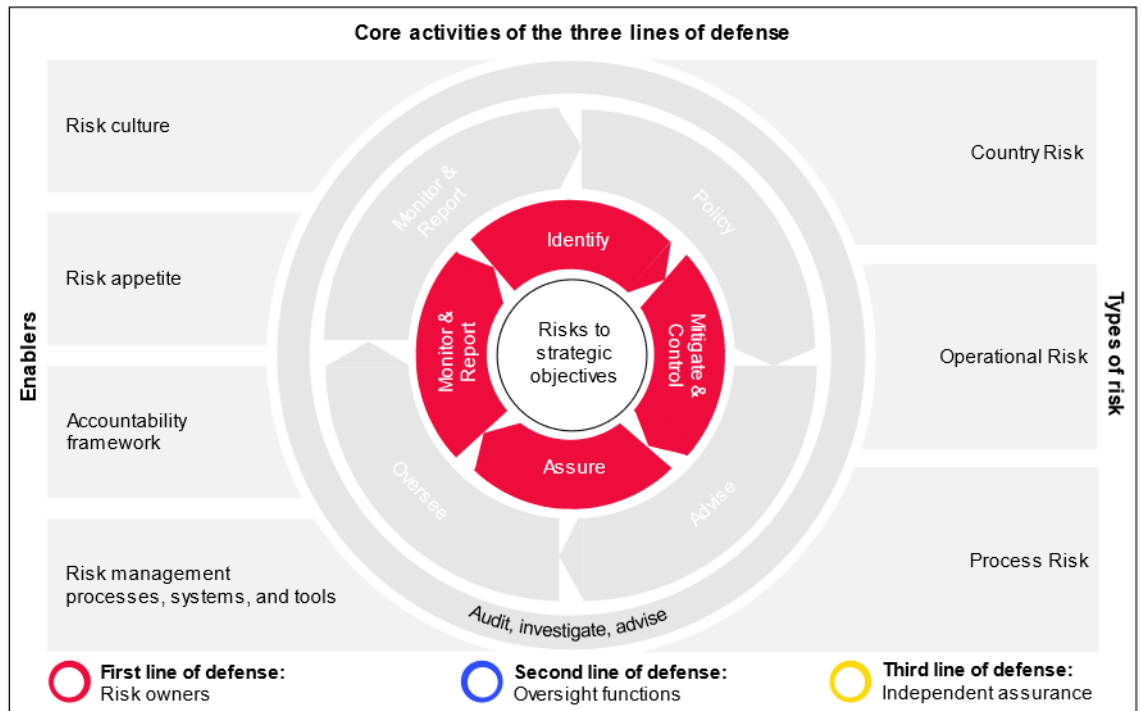 Core activities of the three lines of defense
Enablers
Risk culture
Risk appetite
Accountability
framework
Risk management
processes, systems, and tools
Monitor &
Report
Policy
Advise
Oversee
Identify
Mitigate &
Control
Assure
Monitor &
Report
Risks to
strategic
objectives
Audit, investigate, advise
Types of risk
Country Risk
Operational Risk
Process Risk
First line of defense:
Risk owners
Second line of defense:
Oversight functions
Third line of defense:
Independent assurance